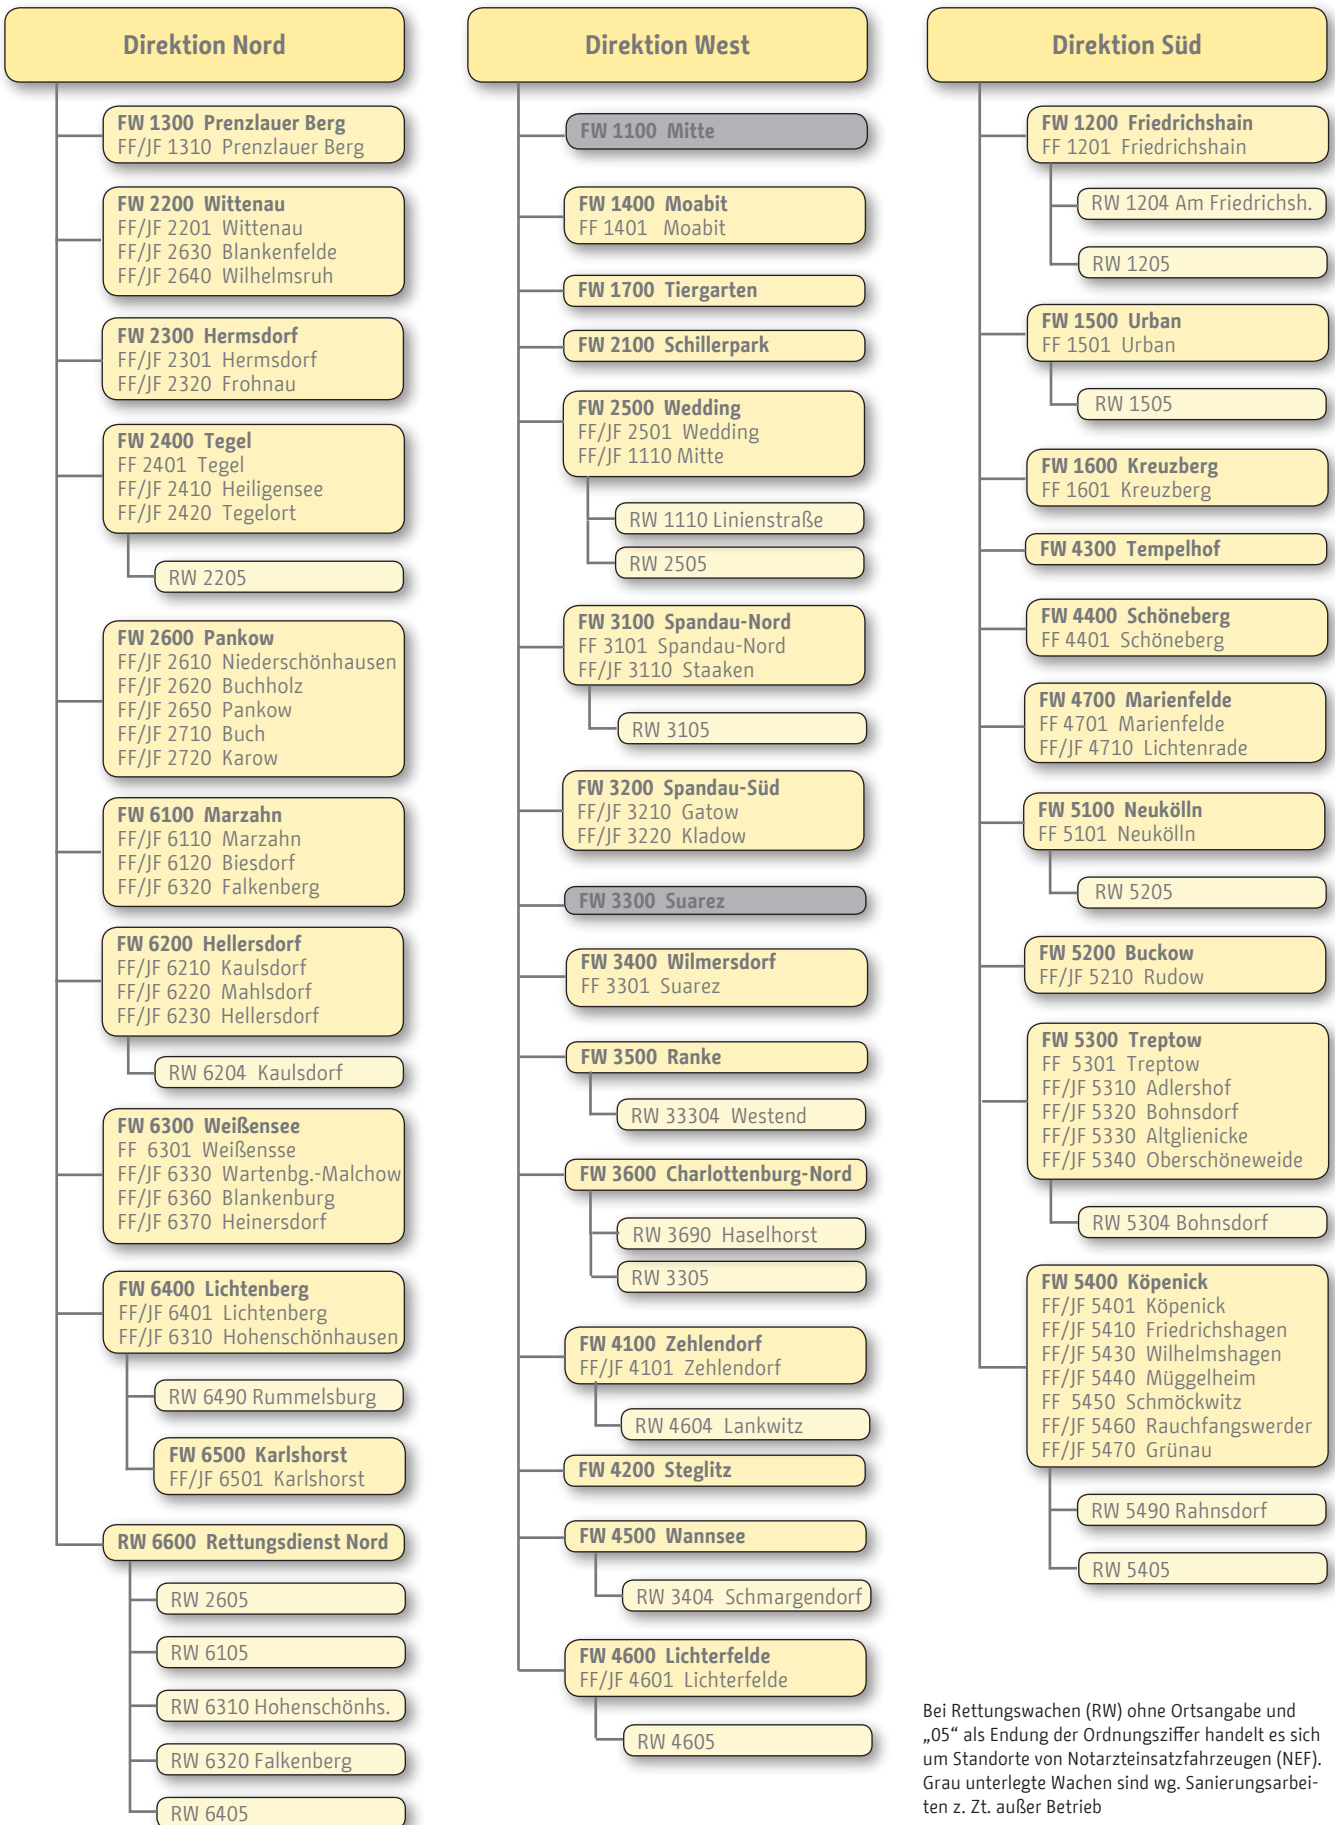 Direktion Nord
FW 1300 Prenzlauer Berg
FF/JF 1310 Prenzlauer Berg
FW 2200 Wittenau
FF/JF 2201 Wittenau
FF/JF 2630 Blankenfelde
FF/JF 2640 Wilhelmsruh
FW 2300 Hermsdorf
FF/JF 2301 Hermsdorf
FF/JF 2320 Frohnau
FW 2400 Tegel
FF 2401 Tegel
FF/JF 2410 Heiligensee
FF/JF 2420 Tegelort
RW 2205
FW 2600 Pankow
FF/JF 2610 Niederschönhausen
FF/JF 2620 Buchholz
FF/JF 2650 Pankow
FF/JF 2710 Buch
FF/JF 2720 Karow
FW 6100 Marzahn
FF/JF 6110 Marzahn
FF/JF 6120 Biesdorf
FF/JF 6320 Falkenberg
FW 6200 Hellersdorf
FF/JF 6210 Kaulsdorf
FF/JF 6220 Mahlsdorf
FF/JF 6230 Hellersdorf
RW 6204 Kaulsdorf
FW 6300 Weißensee
FF 6301 Weißensse
FF/JF 6330 Wartenbg.-Malchow
FF/JF 6360 Blankenburg
FF/JF 6370 Heinersdorf
FW 6400 Lichtenberg
FF/JF 6401 Lichtenberg
FF/JF 6310 Hohenschönhausen
RW 6490 Rummelsburg
FW 6500 Karlshorst
FF/JF 6501 Karlshorst
RW 6600 Rettungsdienst Nord
RW 2605
RW 6105
RW 6310 Hohenschönhs.
RW 6320 Falkenberg
RW 6405
Direktion West
FW 1100 Mitte
FW 1400 Moabit
FF 1401 Moabit
FW 1700 Tiergarten
FW 2100 Schillerpark
FW 2500 Wedding
FF/JF 2501 Wedding
FF/JF 1110 Mitte
RW 1110 Linienstraße
RW 2505
FW 3100 Spandau-Nord
FF 3101 Spandau-Nord
FF/JF 3110 Staaken
RW 3105
FW 3200 Spandau-Süd
FF/JF 3210 Gatow
FF/JF 3220 Kladow
FW 3300 Suarez
FW 3400 Wilmersdorf
FF 3301 Suarez
FW 3500 Ranke
RW 33304 Westend
FW 3600 Charlottenburg-Nord
RW 3690 Haselhorst
RW 3305
FW 4100 Zehlendorf
FF/JF 4101 Zehlendorf
RW 4604 Lankwitz
FW 4200 Steglitz
FW 4500 Wannsee
RW 3404 Schmargendorf
FW 4600 Lichterfelde
FF/JF 4601 Lichterfelde
RW 4605
Direktion Süd
FW 1200 Friedrichshain
FF 1201 Friedrichshain
RW 1204 Am Friedrichsh.
RW 1205
FW 1500 Urban
FF 1501 Urban
RW 1505
FW 1600 Kreuzberg
FF 1601 Kreuzberg
FW 4300 Tempelhof
FW 4400 Schöneberg
FF 4401 Schöneberg
FW 4700 Marienfelde
FF 4701 Marienfelde
FF/JF 4710 Lichtenrade
FW 5100 Neukölln
FF 5101 Neukölln
RW 5205
FW 5200 Buckow
FF/JF 5210 Rudow
FW 5300 Treptow
FF 5301 Treptow
FF/JF 5310 Adlershof
FF/JF 5320 Bohnsdorf
FF/JF 5330 Altglienicke
FF/JF 5340 Oberschöneweide
RW 5304 Bohnsdorf
FW 5400 Köpenick
FF/JF 5401 Köpenick
FF/JF 5410 Friedrichshagen
FF/JF 5430 Wilhelmshagen
FF/JF 5440 Müggelheim
FF 5450 Schmöckwitz
FF/JF 5460 Rauchfangswerder
FF/JF 5470 Grünau
RW 5490 Rahnsdorf
RW 5405
Bei Rettungswachen (RW) ohne Ortsangabe und
„05“ als Endung der Ordnungsziffer handelt es sich
um Standorte von Notarzteinsatzfahrzeugen (NEF).
Grau unterlegte Wachen sind wg. Sanierungsarbei-
ten z. Zt. außer Betrieb